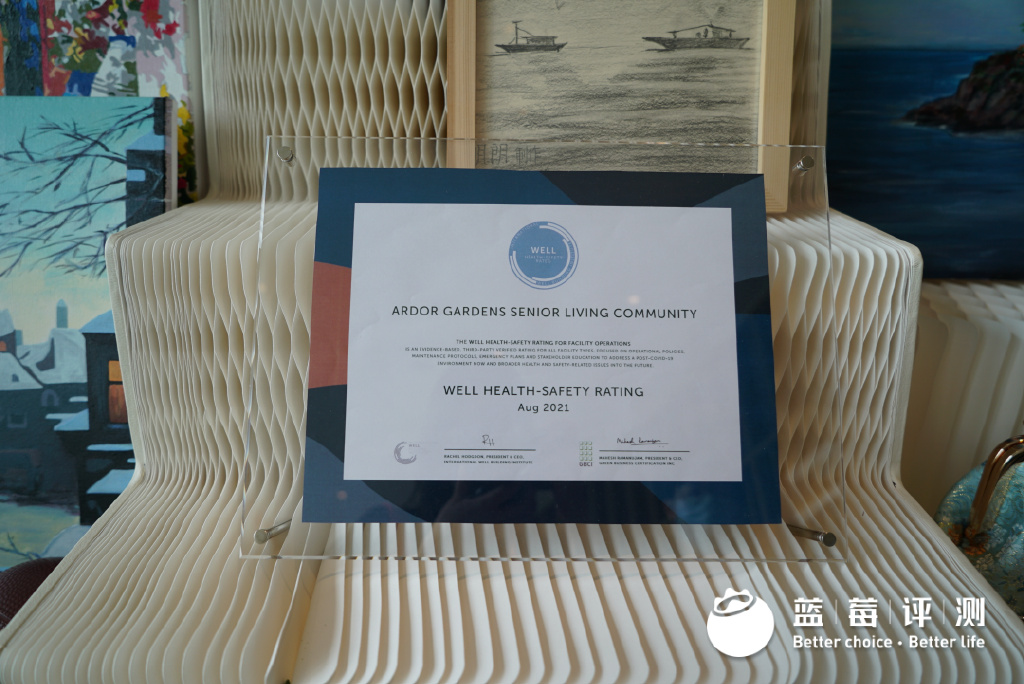 WELL
HEALTH-SAFETY
RATED
ARDOR GARDENS SENIOR LIVING COMMUNITY
THE WELL HEALTH-SAFETY RATING FOR FACILITY OPERATIONS
IS AN EVIDENCE-BASED, THIRD-PARTY VERIFIED RATING FOR ALL FACILITY TYPES, FOCUSED ON OPERATIONAL POLICIES,
MAINTENANCE PROTOCOLS, EMERGENCY PLANS AND STAKEHOLDER EDUCATION TO ADDRESS A POST-COVID-19
ENVIRONMENT NOW AND BROADER HEALTH AND SAFETY-RELATED ISSUES INTO THE FUTURE.
WELL HEALTH-SAFETY RATING
Aug 2021
RACHEL HODGDON, PRESIDENT & CEO,
INTERNATIONAL WELL BUILDING INSTITUTE
GBCI
MAHESH RAMANUJAM, PRESIDENT & CEO,
GREEN BUSINESS CERTIFICATION INC.
蓝|莓|评|测
Better choice · Better life